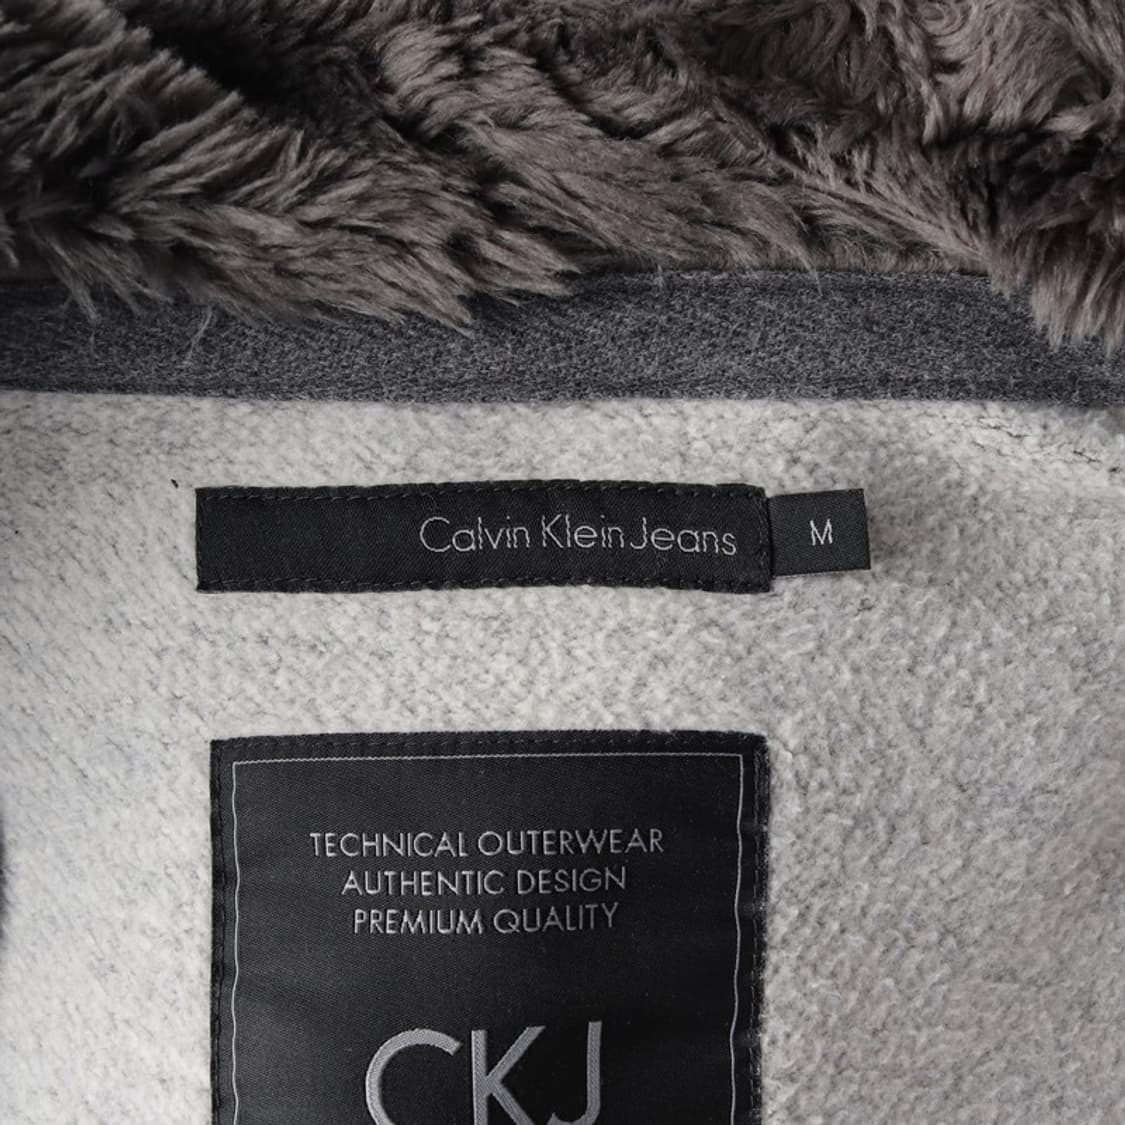 Calvin Klein Jeans
M
TECHNICAL OUTERWEAR
AUTHENTIC DESIGN
PREMIUM QUALITY
CKJ